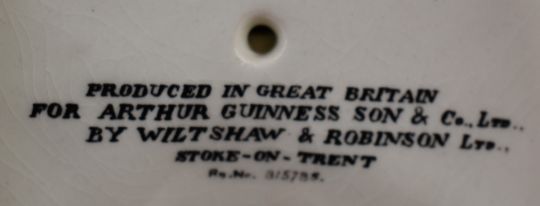 PRODUCED IN GREAT BRITAIN
FOR ARTHUR GUINNESS SON & Co., LTD.,
BY WILTSHAW & ROBINSON LTD.,
STOKE-ON-TRENT